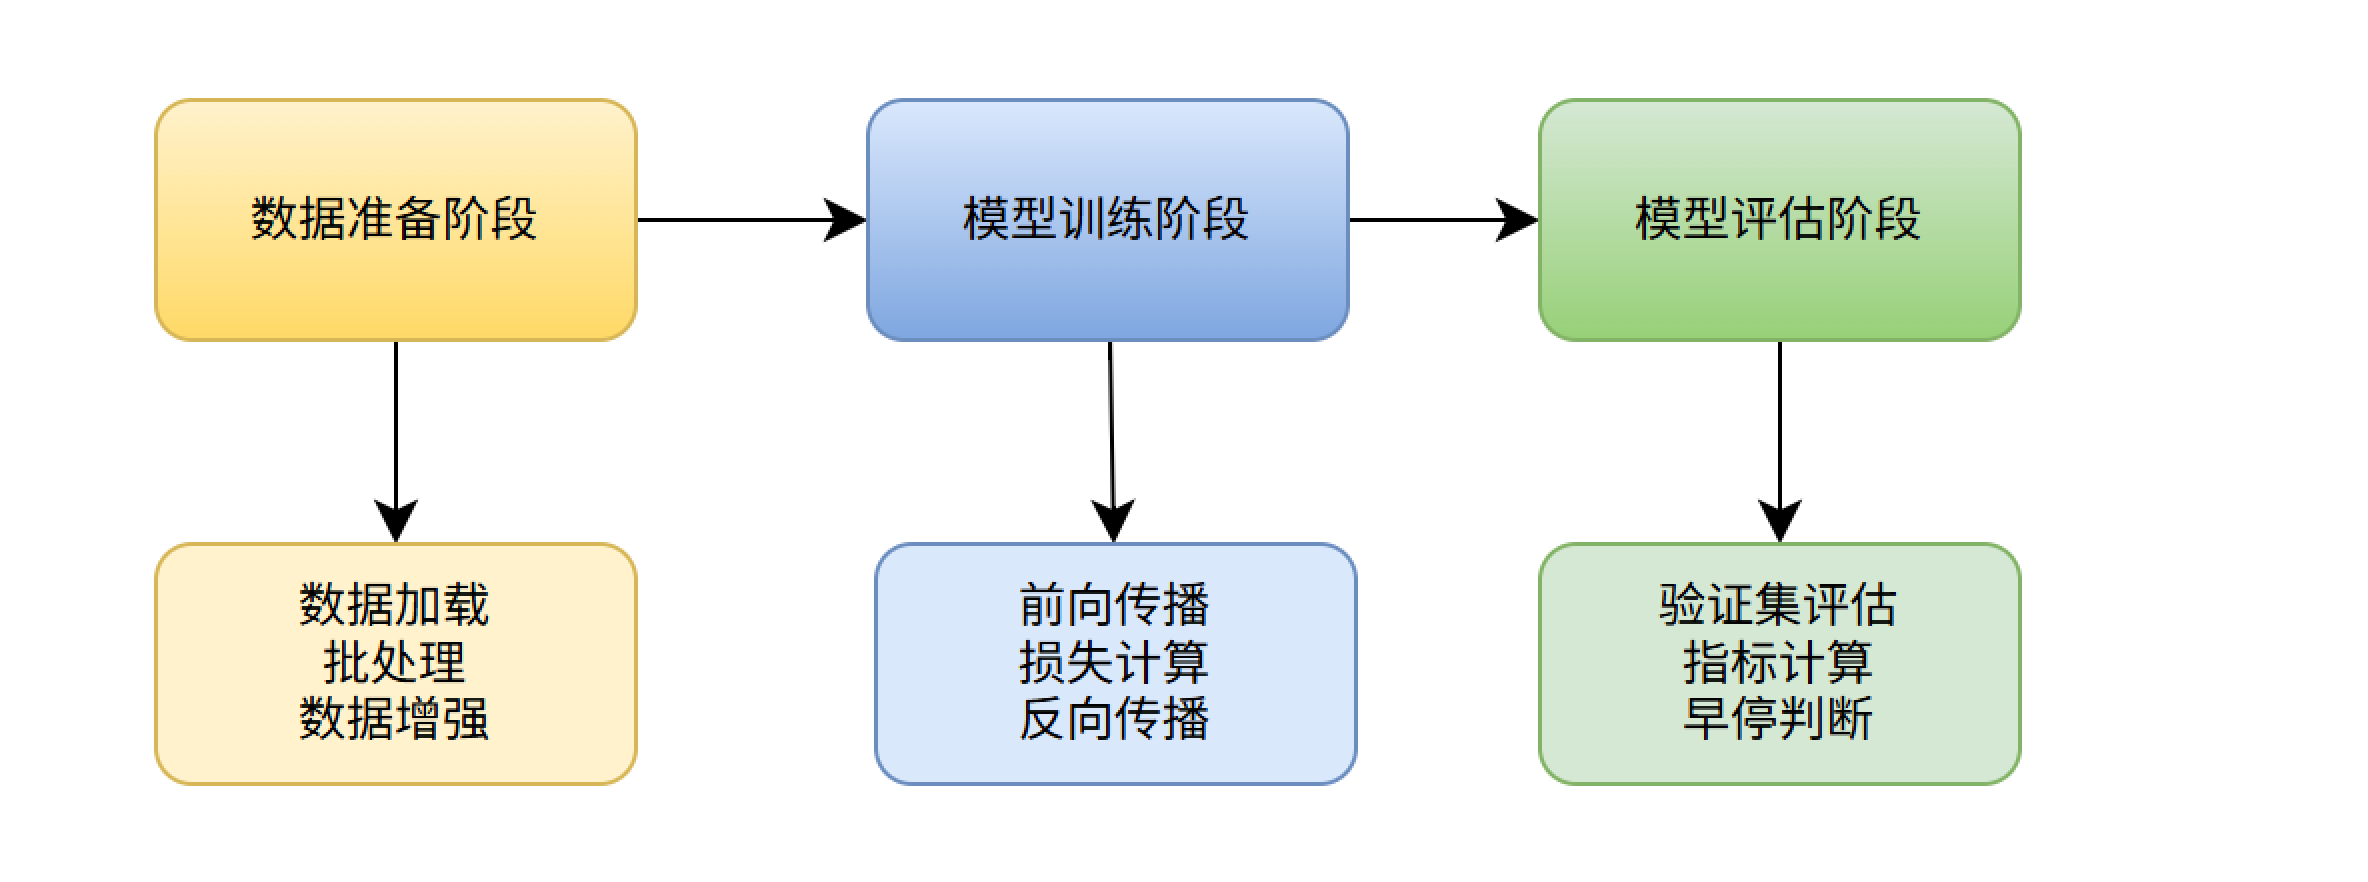 数据准备阶段
模型训练阶段
模型评估阶段
数据加载
批处理
数据增强
前向传播
损失计算
反向传播
验证集评估
指标计算
早停判断